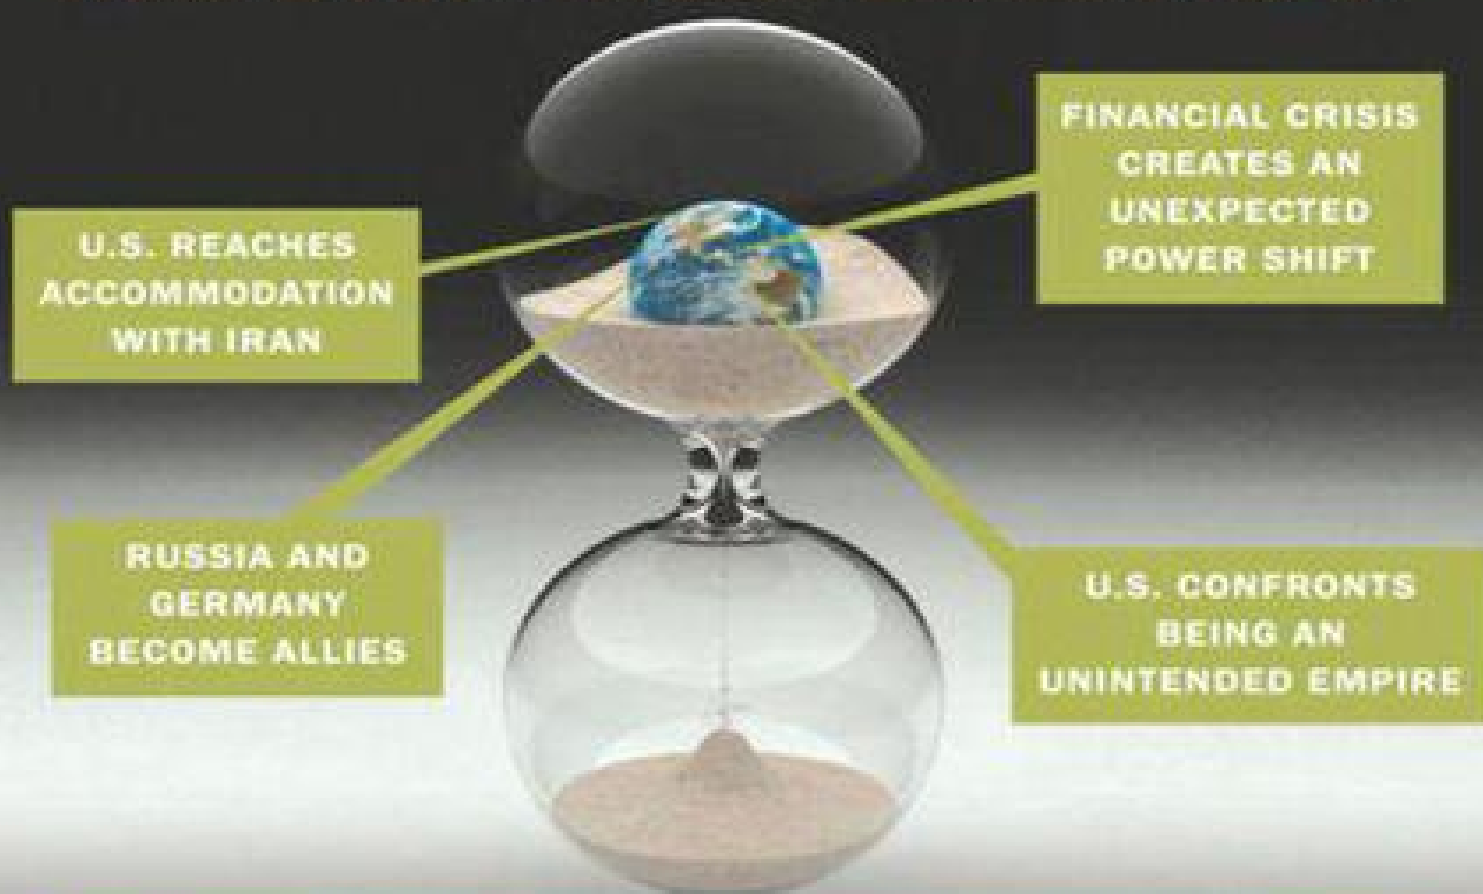 U.S. REACHES
ACCOMMODATION
WITH IRAN
FINANCIAL CRISIS
CREATES AN
UNEXPECTED
POWER SHIFT
RUSSIA AND
GERMANY
BECOME ALLIES
U.S. CONFRONTS
BEING AN
UNINTENDED EMPIRE